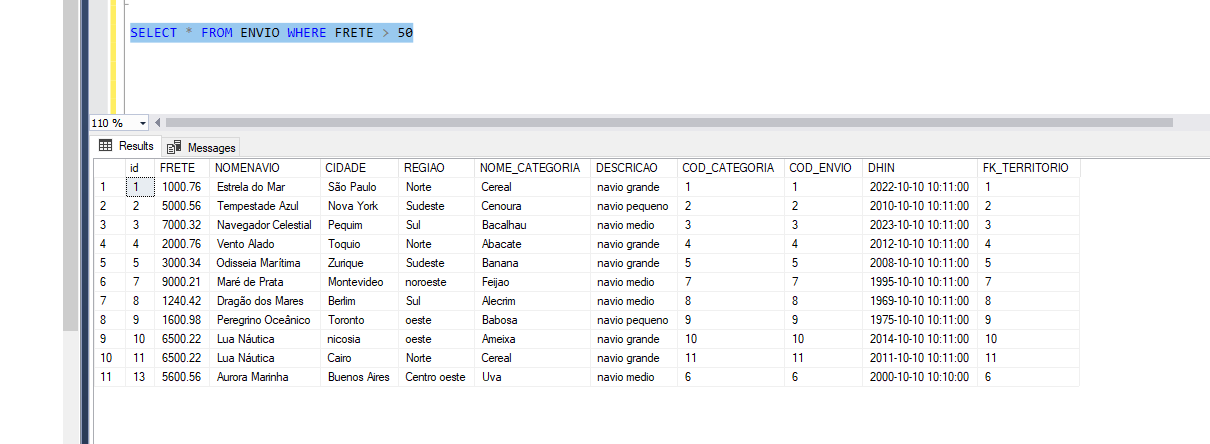 SELECT * FROM ENVIO WHERE FRETE > 50
110 %
Results Messages
id FRETE NOMENAVIO CIDADE REGIAO NOME_CATEGORIA DESCRICAO COD_CATEGORIA COD_ENVIO DHIN FK_TERRITORIO
1 1 1000.76 Estrela do Mar São Paulo Norte Cereal navio grande 1 1 2022-10-10 10:11:00 1
2 2 5000.56 Tempestade Azul Nova York Sudeste Cenoura navio pequeno 2 2 2010-10-10 10:11:00 2
3 3 7000.32 Navegador Celestial Pequim Sul Bacalhau navio medio 3 3 2023-10-10 10:11:00 3
4 4 2000.76 Vento Alado Toquio Norte Abacate navio grande 4 4 2012-10-10 10:11:00 4
5 5 3000.34 Odisseia Marítima Zurique Sudeste Banana navio grande 5 5 2008-10-10 10:11:00 5
6 7 9000.21 Maré de Prata Montevideo noroeste Feijao navio medio 7 7 1995-10-10 10:11:00 7
7 8 1240.42 Dragão dos Mares Berlim Sul Alecrim navio medio 8 8 1969-10-10 10:11:00 8
8 9 1600.98 Peregrino Oceânico Toronto oeste Babosa navio pequeno 9 9 1975-10-10 10:11:00 9
9 10 6500.22 Lua Náutica nicosia oeste Ameixa navio grande 10 10 2014-10-10 10:11:00 10
10 11 6500.22 Lua Náutica Cairo Norte Cereal navio grande 11 11 2011-10-10 10:11:00 11
11 13 5600.56 Aurora Marinha Buenos Aires Centro oeste Uva navio medio 6 6 2000-10-10 10:10:00 6